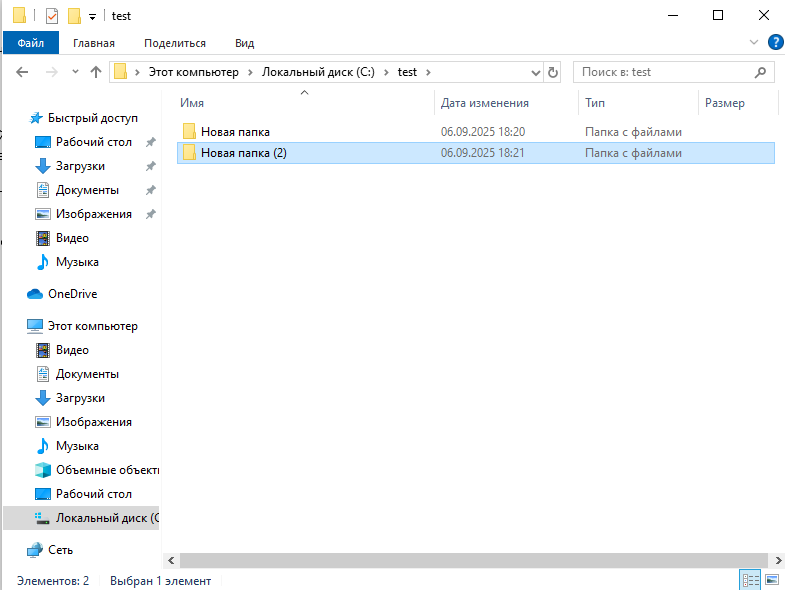 test
Файл Главная Поделиться Вид
Этот компьютер Локальный диск (C:) test
Поиск в: test
Имя Дата изменения Тип Размер
Новая папка 06.09.2025 18:20 Папка с файлами
Новая папка (2) 06.09.2025 18:21 Папка с файлами
Быстрый доступ
Рабочий стол
Загрузки
Документы
Изображения
Видео
Музыка
OneDrive
Этот компьютер
Видео
Документы
Загрузки
Изображения
Музыка
Объемные объекты
Рабочий стол
Локальный диск (C
Сеть
Элементов: 2 Выбран 1 элемент